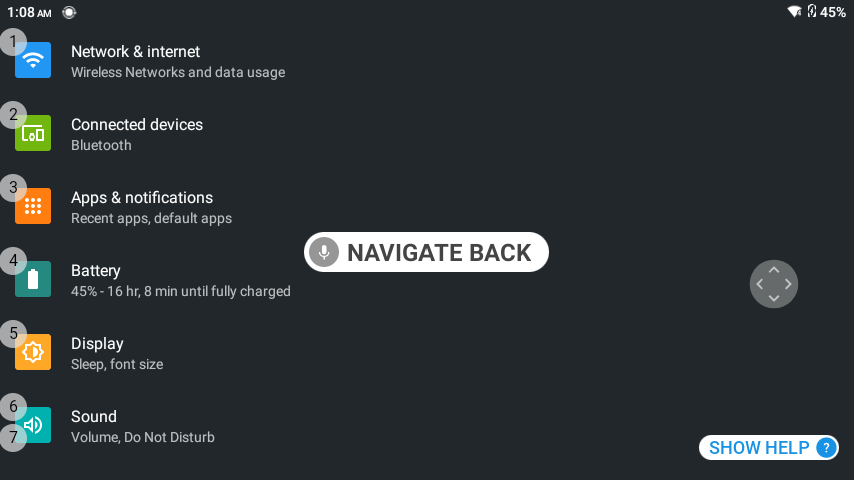 1:08 AM
45%
1
Network & internet
Wireless Networks and data usage
2
Connected devices
Bluetooth
3
Apps & notifications
Recent apps, default apps
NAVIGATE BACK
4
Battery
45% - 16 hr, 8 min until fully charged
5
Display
Sleep, font size
6
Sound
7
Volume, Do Not Disturb
SHOW HELP ?